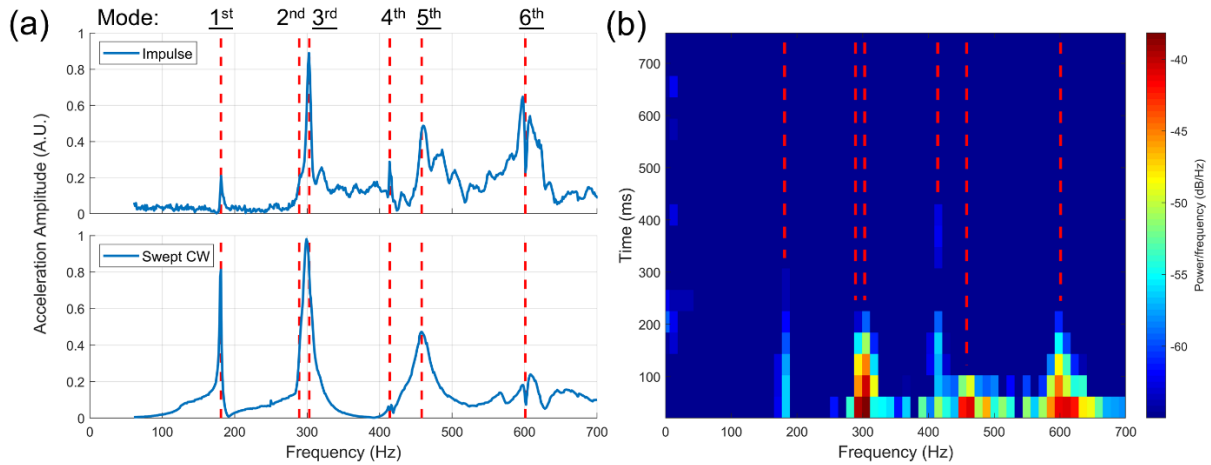 (a)
Mode: 1st 2nd 3rd 4th 5th 6th
Impulse
1
0.8
0.6
0.4
0.2
0
Swept CW
1
0.8
0.6
0.4
0.2
0
Acceleration Amplitude (A.U.)
0 100 200 300 400 500 600 700
Frequency (Hz)
(b)
700
600
500
400
300
200
100
Time (ms)
0 100 200 300 400 500 600 700
Frequency (Hz)
-40
-45
-50
-55
-60
Power/frequency (dB/Hz)